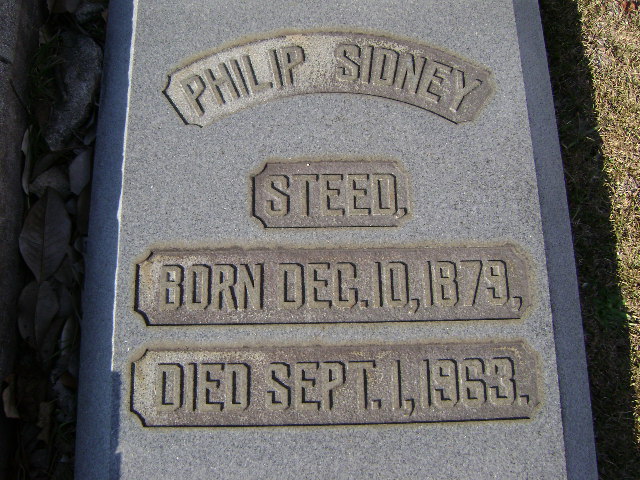 PHILIP SIDNEY
STEED,
BORN DEC. 10, 1879,
DIED SEPT. 1, 1963.